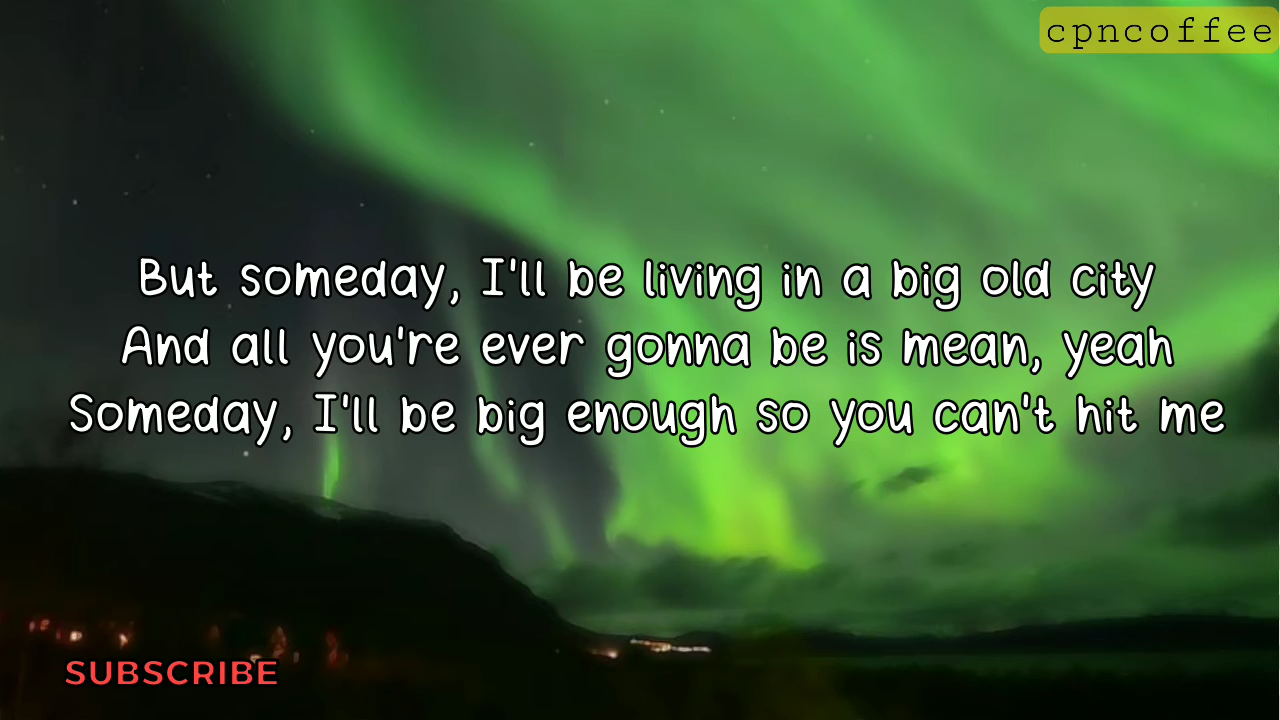 cpncoffee
But someday, I'll be living in a big old city
And all you're ever gonna be is mean, yeah
Someday, I'll be big enough so you can't hit me
SUBSCRIBE